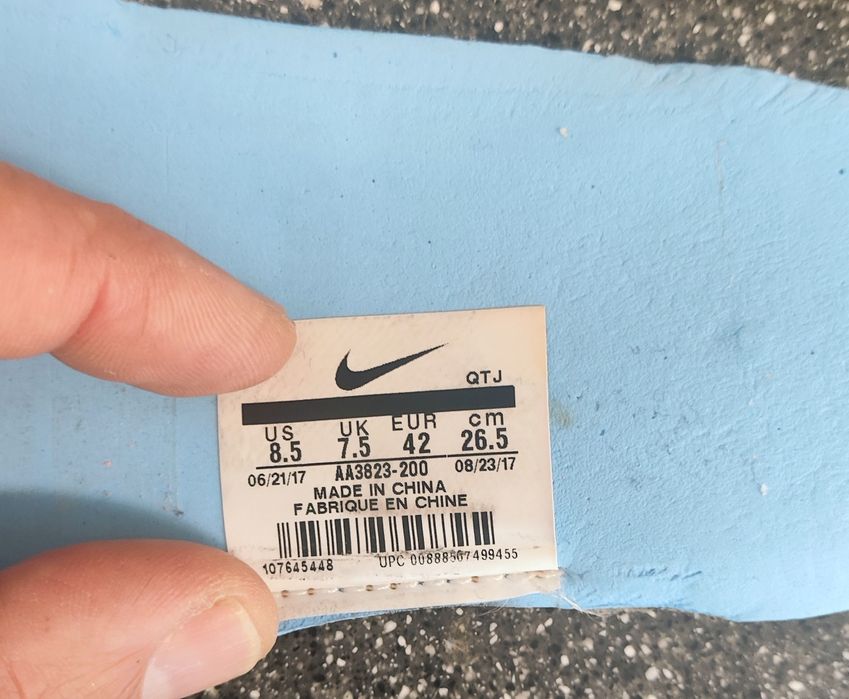 QTJ
US UK EUR cm
8.5 7.5 42 26.5
06/21/17 AA3823-200 08/23/17
MADE IN CHINA
FABRIQUE EN CHINE
107645448 UPC 00888507499455